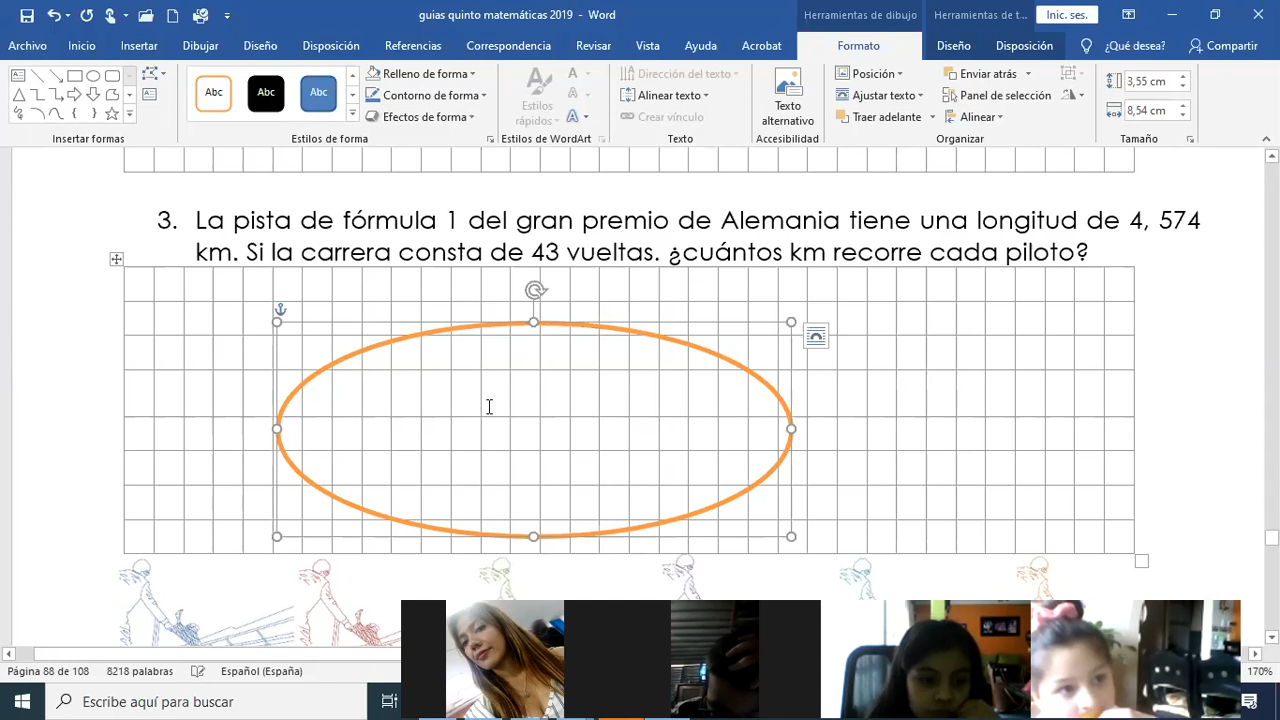 guias quinto matemáticas 2019 - Word
Herramientas de dibujo
Herramientas de t...
Inic. ses.
Archivo
Inicio
Insertar
Dibujar
Diseño
Disposición
Referencias
Correspondencia
Revisar
Vista
Ayuda
Acrobat
Formato
Diseño
Disposición
¿Qué desea?
Compartir
Abc
Abc
Abc
Relleno de forma
Contorno de forma
Efectos de forma
Estilos
rápidos
Dirección del texto
Alinear texto
Crear vínculo
Texto
alternativo
Posición
Ajustar texto
Traer adelante
Enviar atrás
Panel de selección
Alinear
3,55 cm
8,54 cm
Insertar formas
Estilos de forma
Estilos de WordArt
Texto
Accesibilidad
Organizar
Tamaño
3. La pista de fórmula 1 del gran premio de Alemania tiene una longitud de 4, 574
km. Si la carrera consta de 43 vueltas. ¿cuántos km recorre cada piloto?
Página 88 de 108
8218 palabras
Español (España)
170%
Escribe aquí para buscar